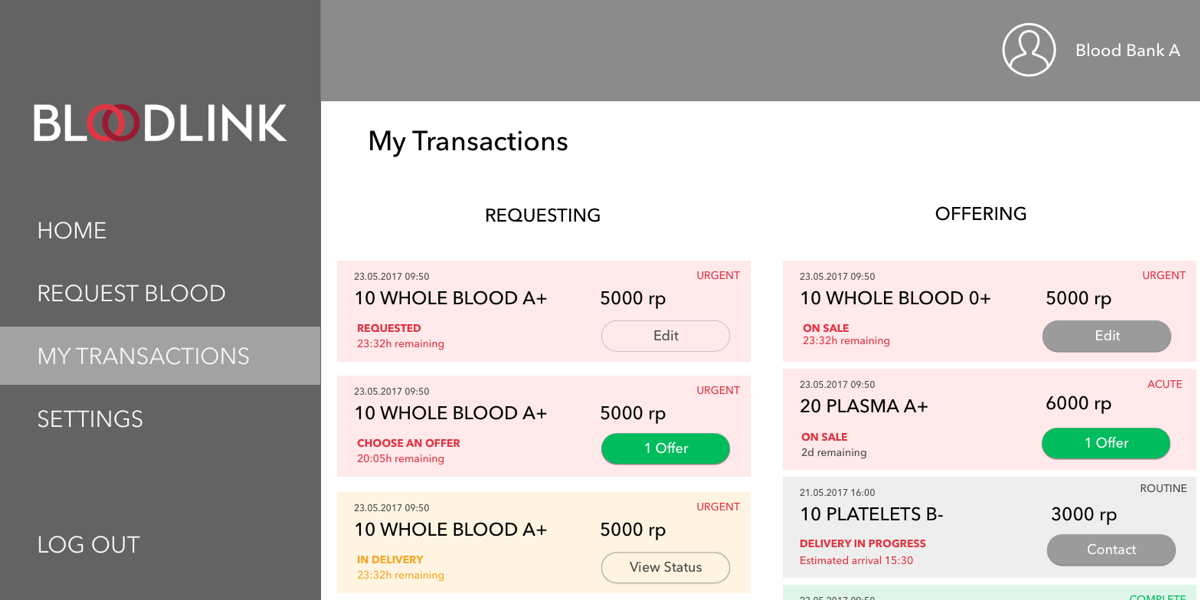 BLOODLINK
HOME
REQUEST BLOOD
MY TRANSACTIONS
SETTINGS
LOG OUT
Blood Bank A
My Transactions
REQUESTING
23.05.2017 09:50
URGENT
10 WHOLE BLOOD A+
5000 rp
REQUESTED
23:32h remaining
Edit
23.05.2017 09:50
URGENT
10 WHOLE BLOOD A+
5000 rp
CHOOSE AN OFFER
20:05h remaining
1 Offer
23.05.2017 09:50
URGENT
10 WHOLE BLOOD A+
5000 rp
IN DELIVERY
23:32h remaining
View Status
OFFERING
23.05.2017 09:50
URGENT
10 WHOLE BLOOD 0+
5000 rp
ON SALE
23:32h remaining
Edit
23.05.2017 09:50
ACUTE
20 PLASMA A+
6000 rp
ON SALE
2d remaining
1 Offer
21.05.2017 16:00
ROUTINE
10 PLATELETS B-
3000 rp
DELIVERY IN PROGRESS
Estimated arrival 15:30
Contact
23.05.2017 09:50
COMPLETE